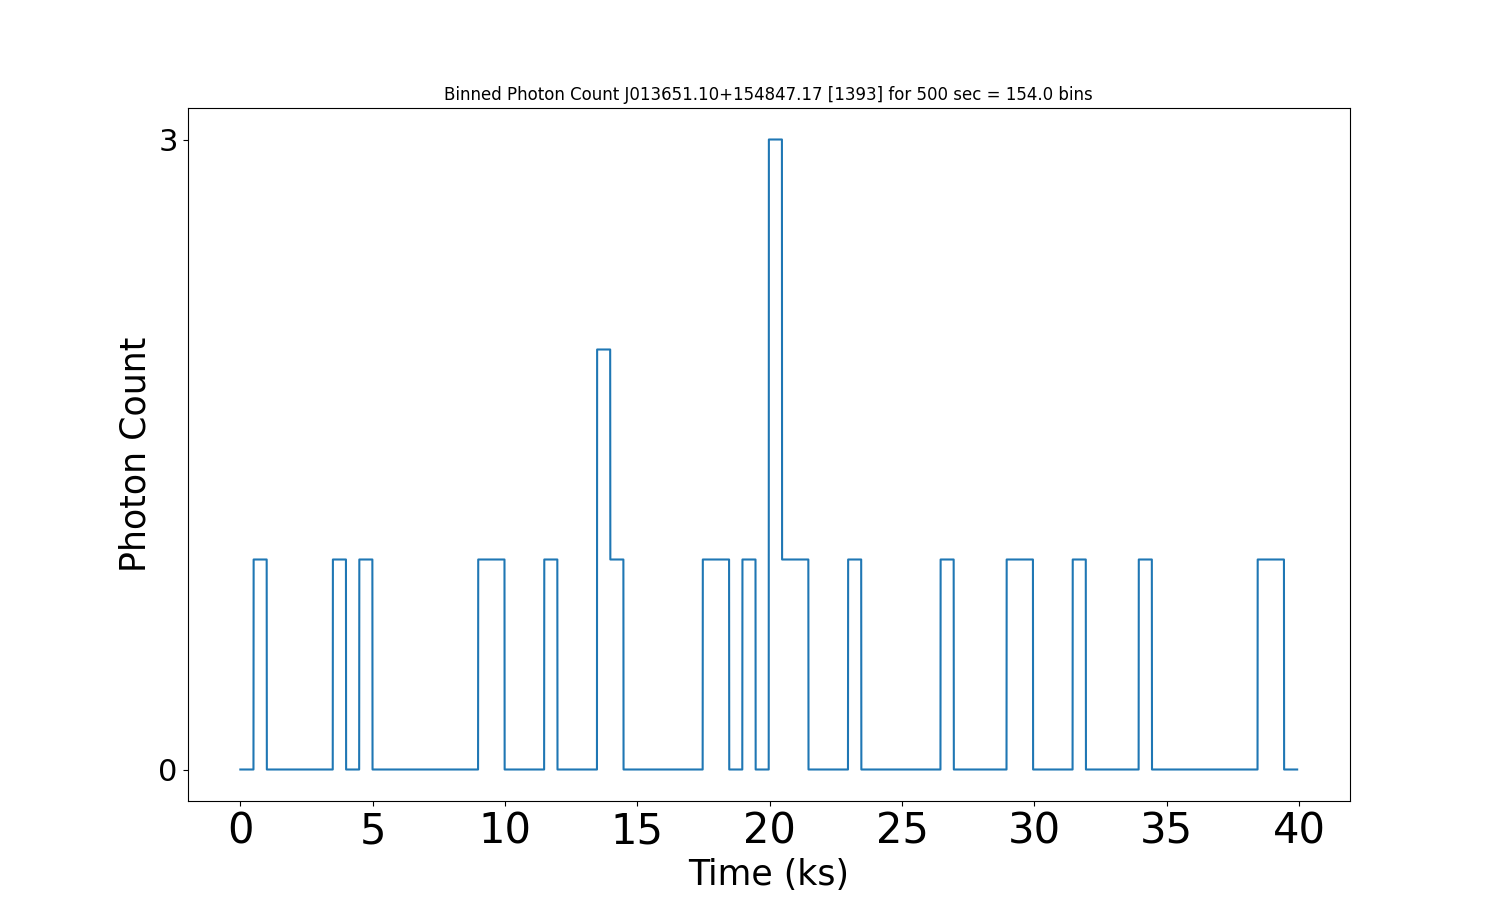 Binned Photon Count J013651.10+154847.17 [1393] for 500 sec = 154.0 bins
3
Photon Count
0
0 5 10 15 20 25 30 35 40
Time (ks)